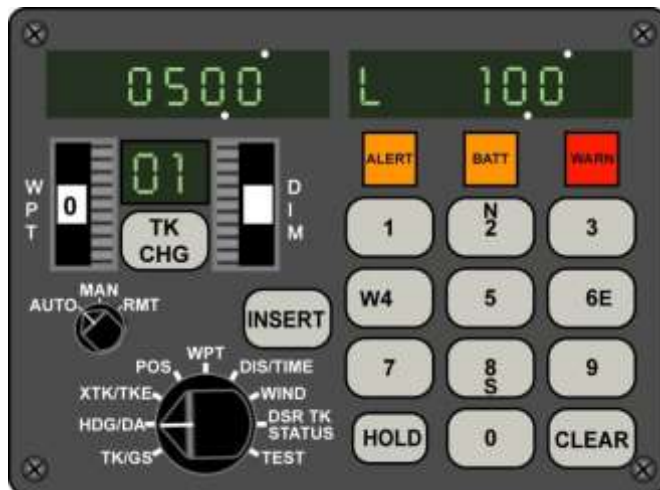 0500
L 100
WPT
0
01
DIM
TK
CHG
ALERT
BATT
WARN
1
N
2
3
W4
5
6E
7
8
S
9
HOLD
0
CLEAR
AUTO
MAN
RMT
INSERT
POS
WPT
DIS/TIME
XTK/TKE
WIND
HDG/DA
DSR TK
STATUS
TK/GS
TEST